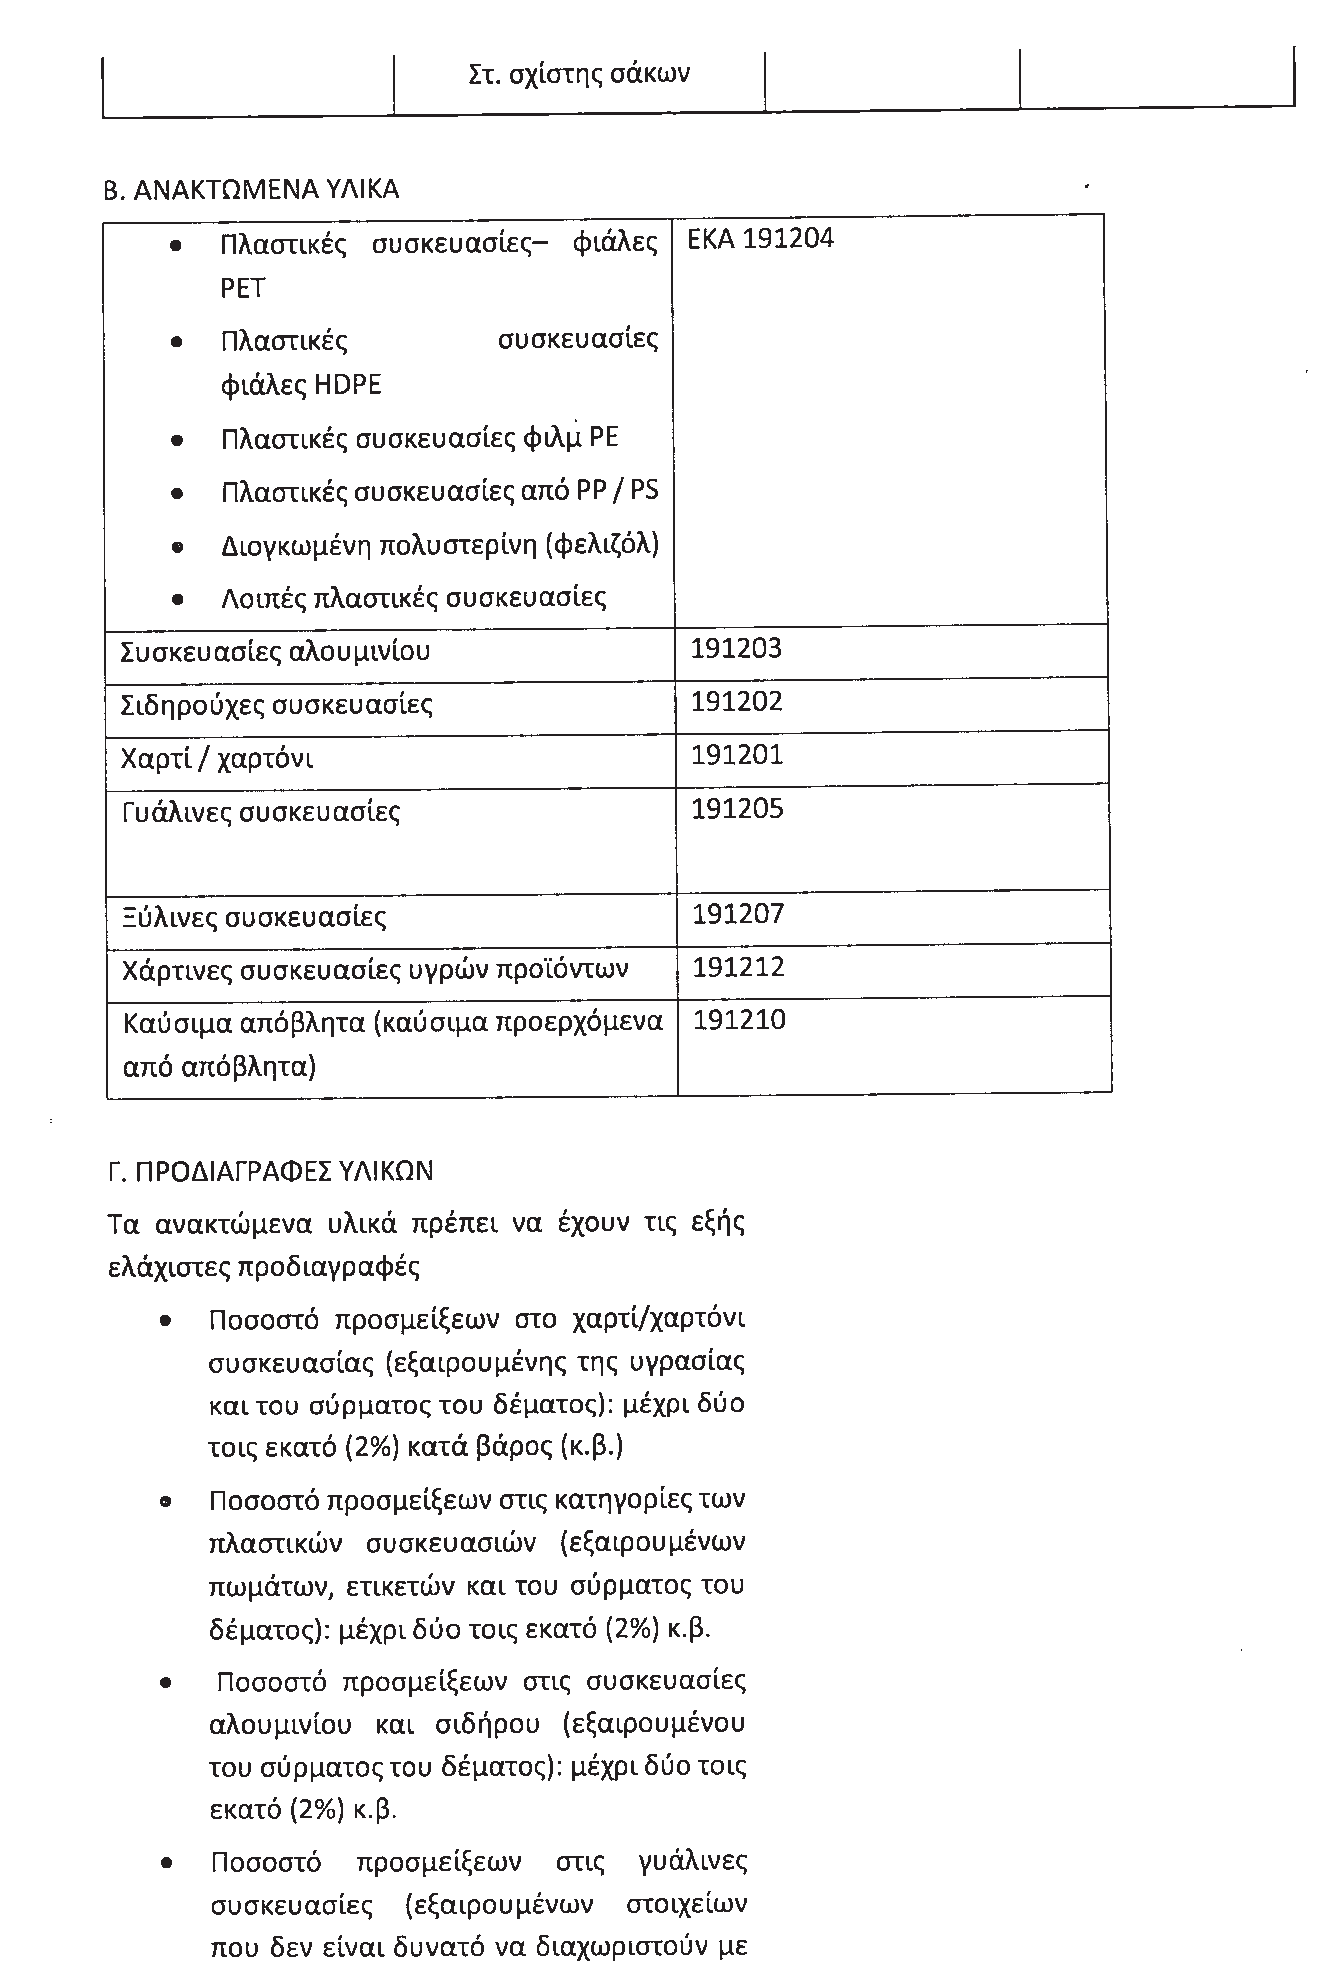 Στ. σχίστης σάκων
Β. ΑΝΑΚΤΩΜΕΝΑ ΥΛΙΚΑ
• Πλαστικές συσκευασίες– φιάλες
PET
ΕΚΑ 191204
• Πλαστικές συσκευασίες
φιάλες HDPE
• Πλαστικές συσκευασίες φιλμ PE
• Πλαστικές συσκευασίες από PP / PS
• Διογκωμένη πολυστερίνη (φελιζόλ)
• Λοιπές πλαστικές συσκευασίες
Συσκευασίες αλουμινίου 191203
Σιδηρούχες συσκευασίες 191202
Χαρτί / χαρτόνι 191201
Γυάλινες συσκευασίες 191205
Ξύλινες συσκευασίες 191207
Χάρτινες συσκευασίες υγρών προϊόντων 191212
Καύσιμα απόβλητα (καύσιμα προερχόμενα 191210
από απόβλητα)
Γ. ΠΡΟΔΙΑΓΡΑΦΕΣ ΥΛΙΚΩΝ
Τα ανακτώμενα υλικά πρέπει να έχουν τις εξής
ελάχιστες προδιαγραφές
• Ποσοστό προσμείξεων στο χαρτί/χαρτόνι
συσκευασίας (εξαιρουμένης της υγρασίας
και του σύρματος του δέματος): μέχρι δύο
τοις εκατό (2%) κατά βάρος (κ.β.)
• Ποσοστό προσμείξεων στις κατηγορίες των
πλαστικών συσκευασιών (εξαιρουμένων
πωμάτων, ετικετών και του σύρματος του
δέματος): μέχρι δύο τοις εκατό (2%) κ.β.
• Ποσοστό προσμείξεων στις συσκευασίες
αλουμινίου και σιδήρου (εξαιρουμένου
του σύρματος του δέματος): μέχρι δύο τοις
εκατό (2%) κ.β.
• Ποσοστό προσμείξεων στις γυάλινες
συσκευασίες (εξαιρουμένων στοιχείων
που δεν είναι δυνατό να διαχωριστούν με